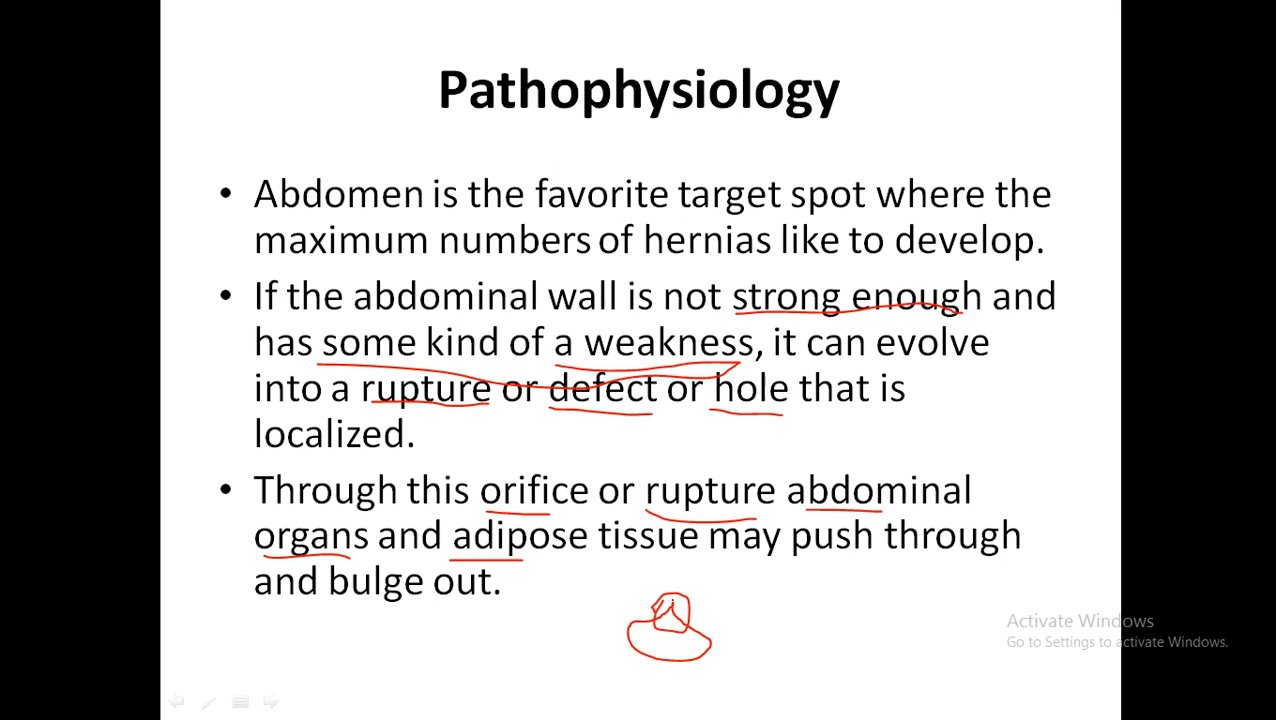 Pathophysiology
• Abdomen is the favorite target spot where the
maximum numbers of hernias like to develop.
• If the abdominal wall is not strong enough and
has some kind of a weakness, it can evolve
into a rupture or defect or hole that is
localized.
• Through this orifice or rupture abdominal
organs and adipose tissue may push through
and bulge out.
Activate Windows
Go to Settings to activate Windows.